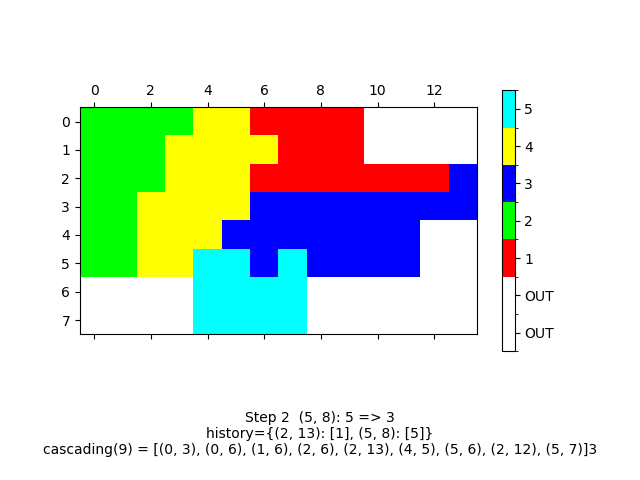 0 2 4 6 8 10 12
0
1
2
3
4
5
6
7
5
4
3
2
1
OUT
OUT
Step 2  (5, 8): 5 => 3
history={(2, 13): [1], (5, 8): [5]}
cascading(9) = [(0, 3), (0, 6), (1, 6), (2, 6), (2, 13), (4, 5), (5, 6), (2, 12), (5, 7)]3